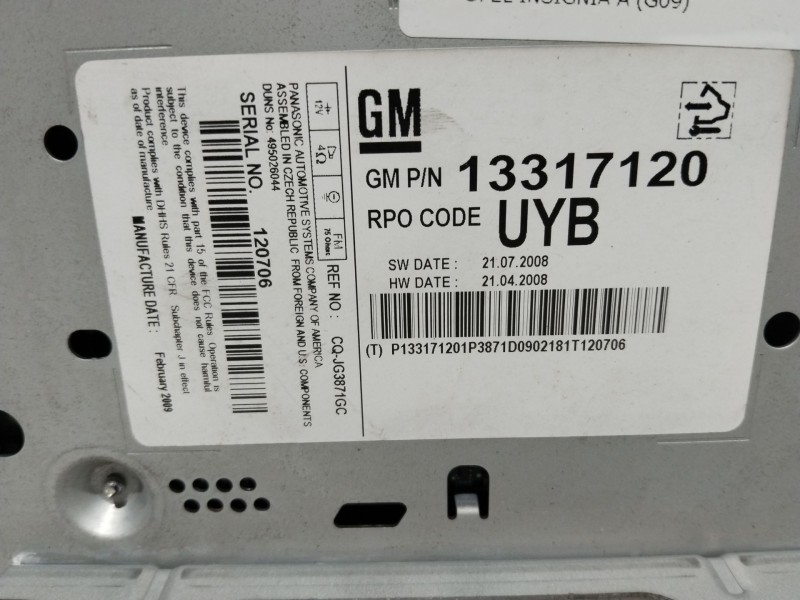 OPEL INSIGNIA A (G09)
GM
GM P/N 13317120
RPO CODE UYB
SW DATE : 21.07.2008
HW DATE : 21.04.2008
(T) P133171201P3871D0902181T120706
12V
4Ω
FM
75 Ohms
REF NO : CQ-JG3871GC
PANASONIC AUTOMOTIVE SYSTEMS COMPANY OF AMERICA
ASSEMBLED IN CZECH REPUBLIC FROM FOREIGN AND U.S. COMPONENTS
DUNS No: 495026044
SERIAL NO. 120706
This device complies with part 15 of the FCC Rules Operation is
subject to the condition that this device does not cause harmful
interference
Product complies with DHHS Rules 21 CFR Subchapter J in effect
as of date of manufacture
MANUFACTURE DATE : February 2009